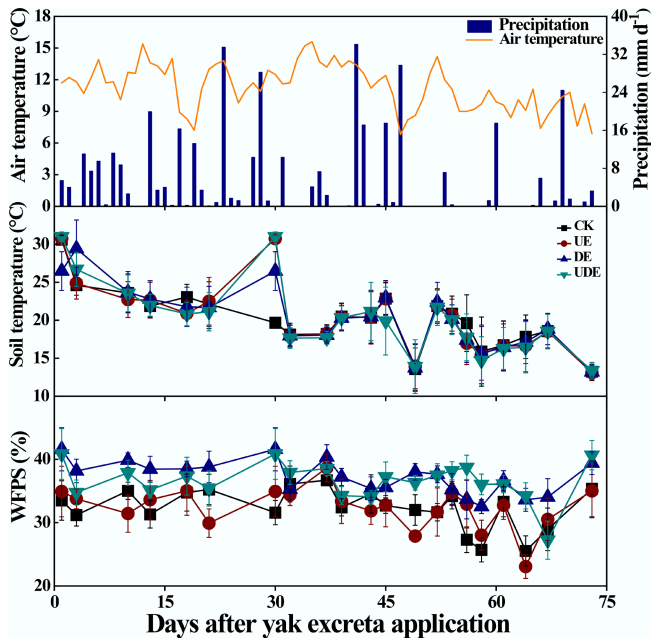 Air temperature (°C)
18
15
12
9
6
3
0
Precipitation
Air temperature
40
32
24
16
8
0
Precipitation (mm d⁻¹)
Soil temperature (°C)
30
25
20
15
10
CK
UE
DE
UDE
WFPS (%)
40
30
20
0
15
30
45
60
75
Days after yak excreta application